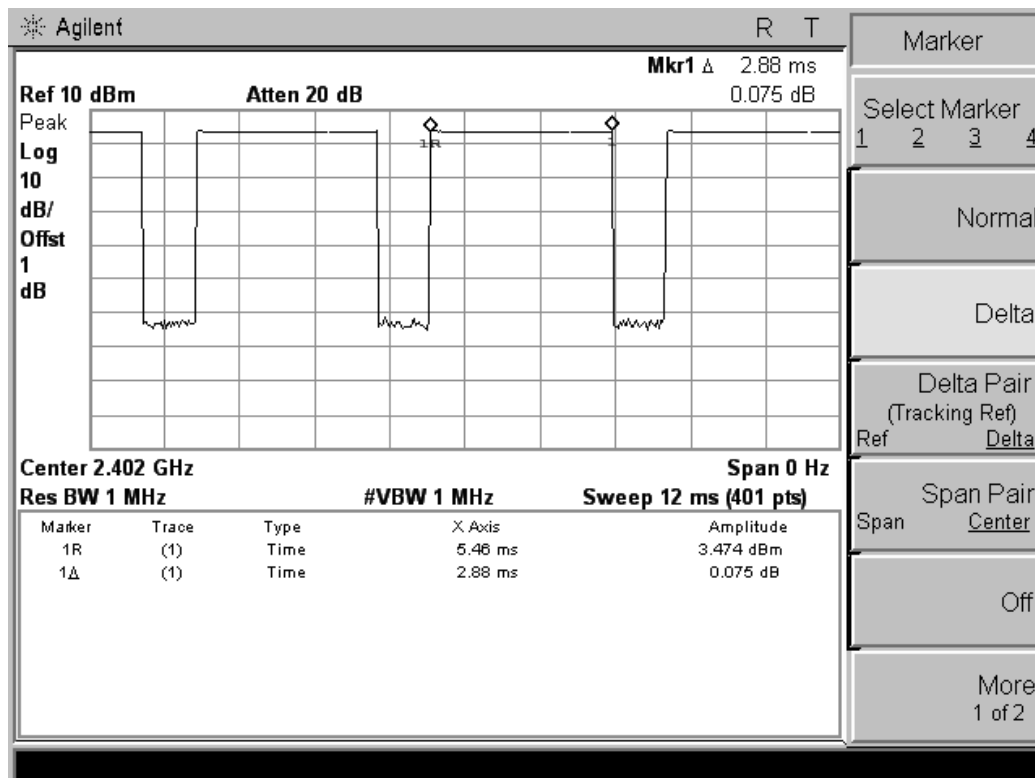 Agilent
R T
Mkr1 Δ 2.88 ms
Ref 10 dBm Atten 20 dB 0.075 dB
Peak
Log
10
dB/
Offst
1
dB
1R
1
Center 2.402 GHz Span 0 Hz
Res BW 1 MHz #VBW 1 MHz Sweep 12 ms (401 pts)
Marker Trace Type X Axis Amplitude
1R (1) Time 5.46 ms 3.474 dBm
1Δ (1) Time 2.88 ms 0.075 dB
Marker
Select Marker
1 2 3 4
Normal
Delta
Delta Pair
(Tracking Ref)
Ref Delta
Span Pair
Span Center
Off
More
1 of 2